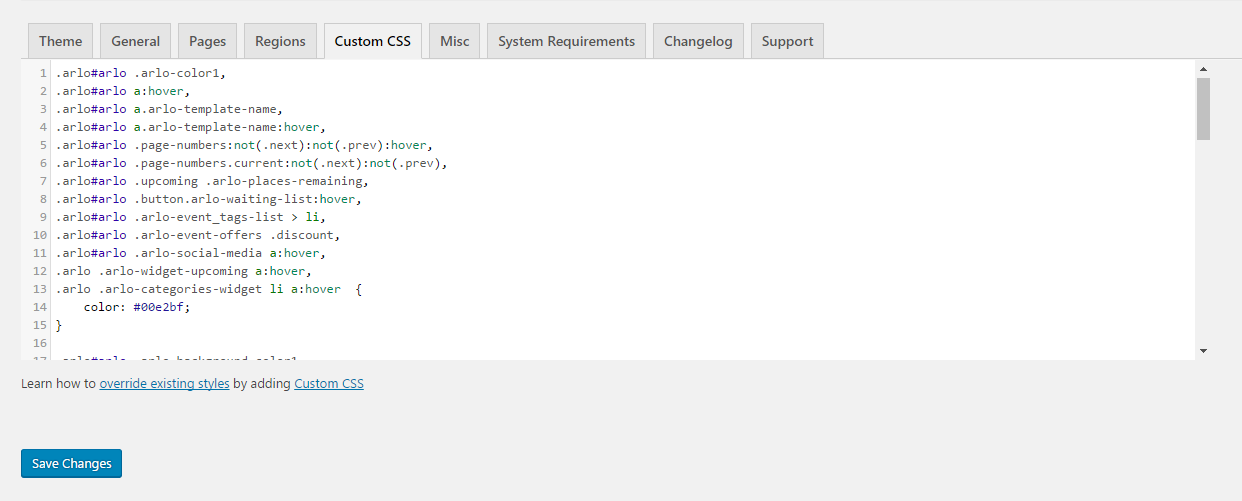 Theme General Pages Regions Custom CSS Misc System Requirements Changelog Support
1 .arlo#arlo .arlo-color1,
2 .arlo#arlo a:hover,
3 .arlo#arlo a.arlo-template-name,
4 .arlo#arlo a.arlo-template-name:hover,
5 .arlo#arlo .page-numbers:not(.next):not(.prev):hover,
6 .arlo#arlo .page-numbers.current:not(.next):not(.prev),
7 .arlo#arlo .upcoming .arlo-places-remaining,
8 .arlo#arlo .button.arlo-waiting-list:hover,
9 .arlo#arlo .arlo-event_tags-list > li,
10 .arlo#arlo .arlo-event-offers .discount,
11 .arlo#arlo .arlo-social-media a:hover,
12 .arlo .arlo-widget-upcoming a:hover,
13 .arlo .arlo-categories-widget li a:hover {
14 color: #00e2bf;
15 }
16
17 .arlo#arlo .arlo-background-color1
Learn how to override existing styles by adding Custom CSS
Save Changes